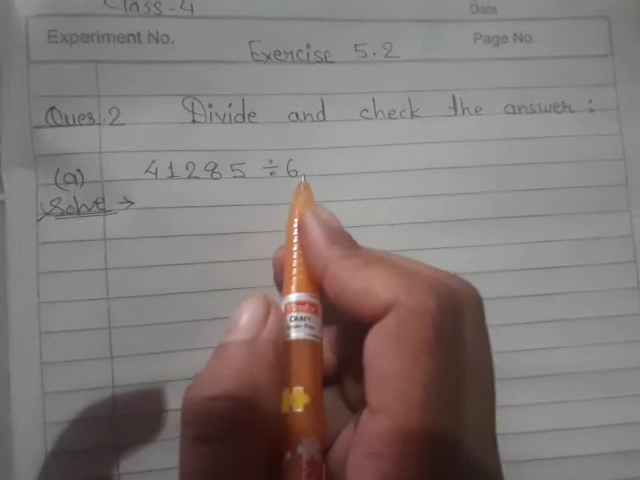 Class-4
Date
Experiment No.
Exercise 5.2
Page No.
Ques.2 Divide and check the answer:
(a) 41285 ÷ 6
Solve →
CRAFT